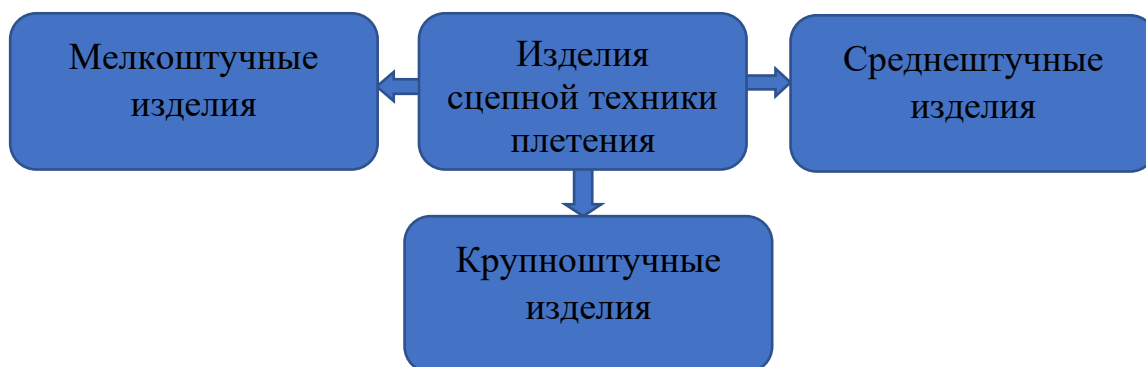 Мелкоштучные
изделия
Изделия
сцепной техники
плетения
Среднештучные
изделия
Крупноштучные
изделия